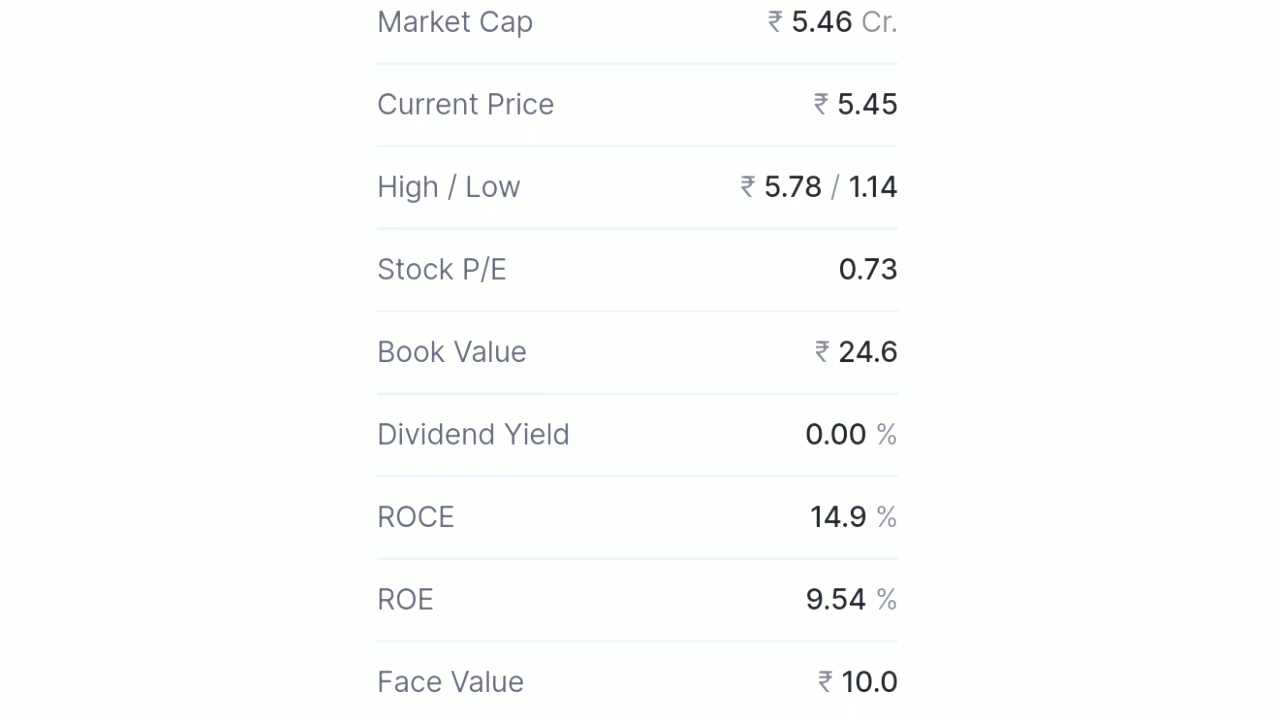 Market Cap ₹ 5.46 Cr.
Current Price ₹ 5.45
High / Low ₹ 5.78 / 1.14
Stock P/E 0.73
Book Value ₹ 24.6
Dividend Yield 0.00 %
ROCE 14.9 %
ROE 9.54 %
Face Value ₹ 10.0